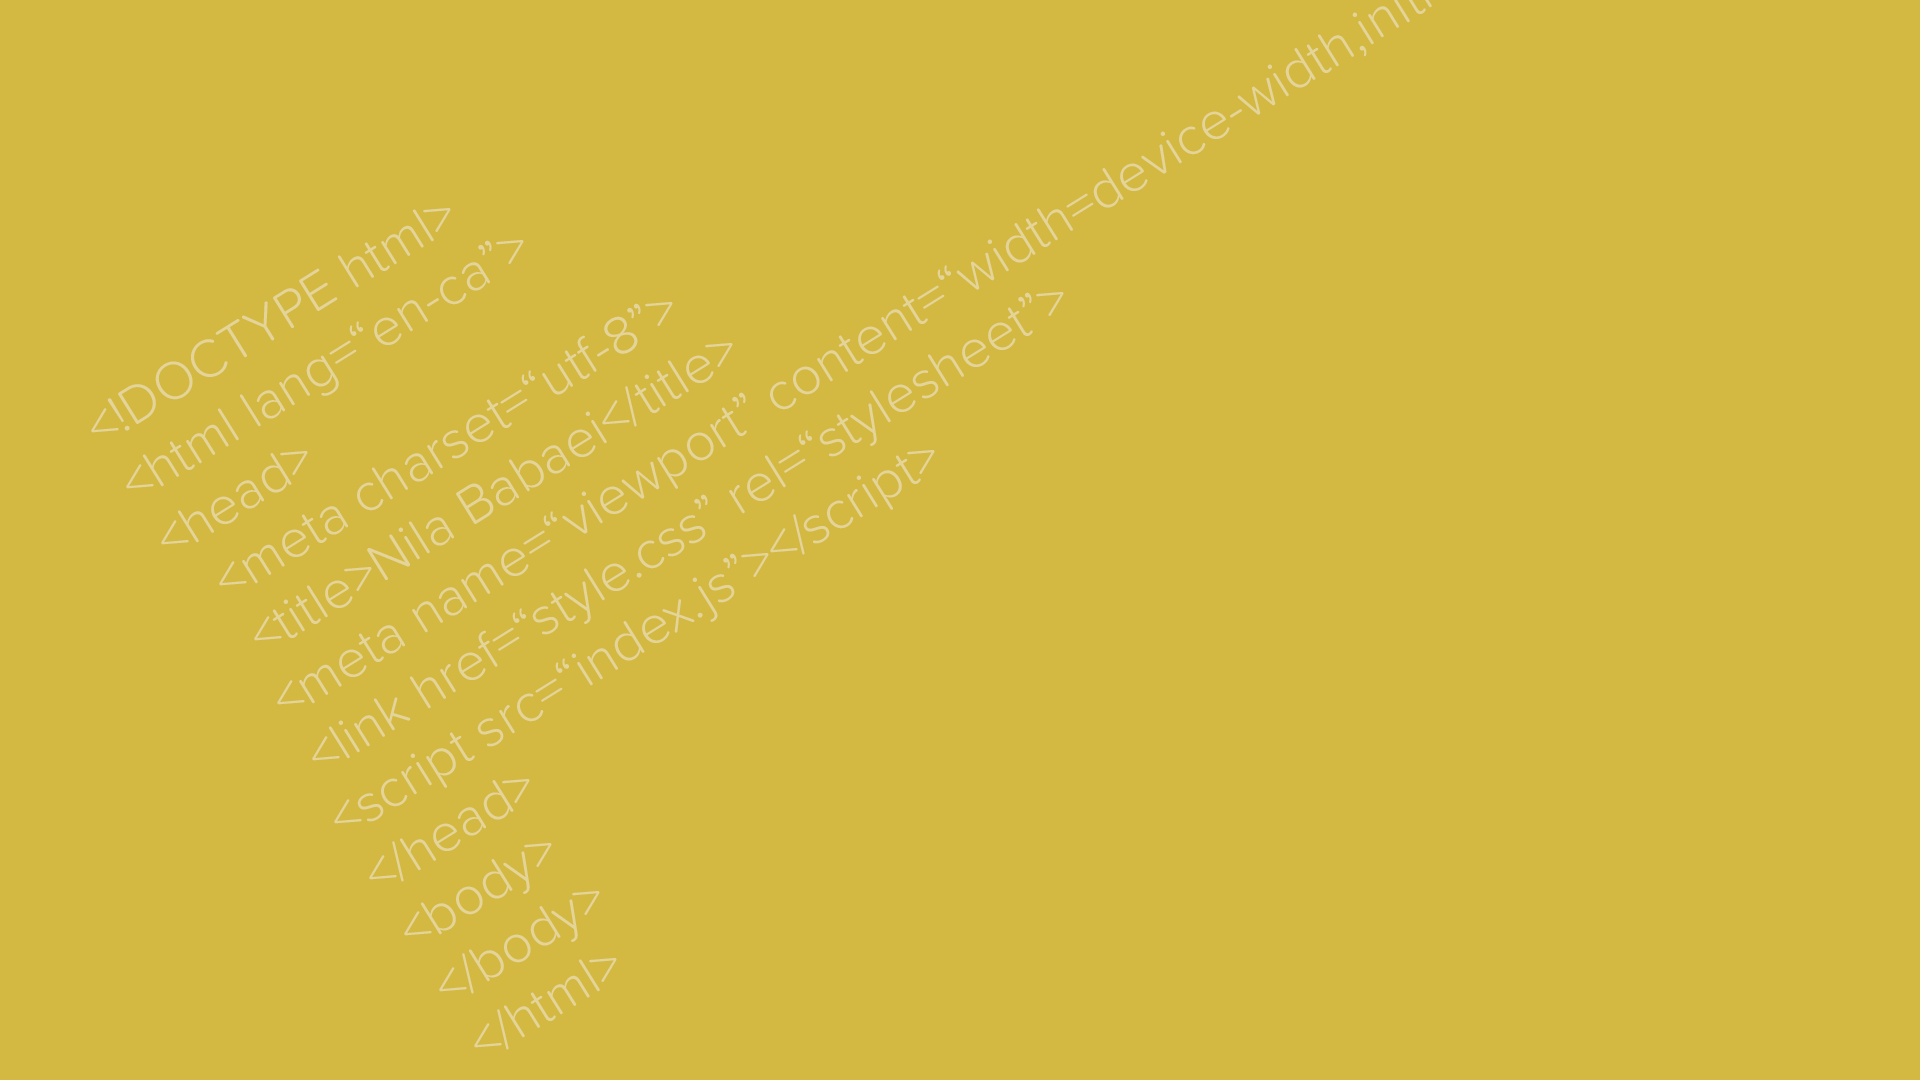 <!DOCTYPE html>
<html lang=“en-ca”>
<head>
<meta charset=“utf-8”>
<title>Nila Babaei</title>
<meta name=“viewport” content=“width=device-width,initi
<link href=“style.css” rel=“stylesheet”>
<script src=“index.js”></script>
</head>
<body>
</body>
</html>